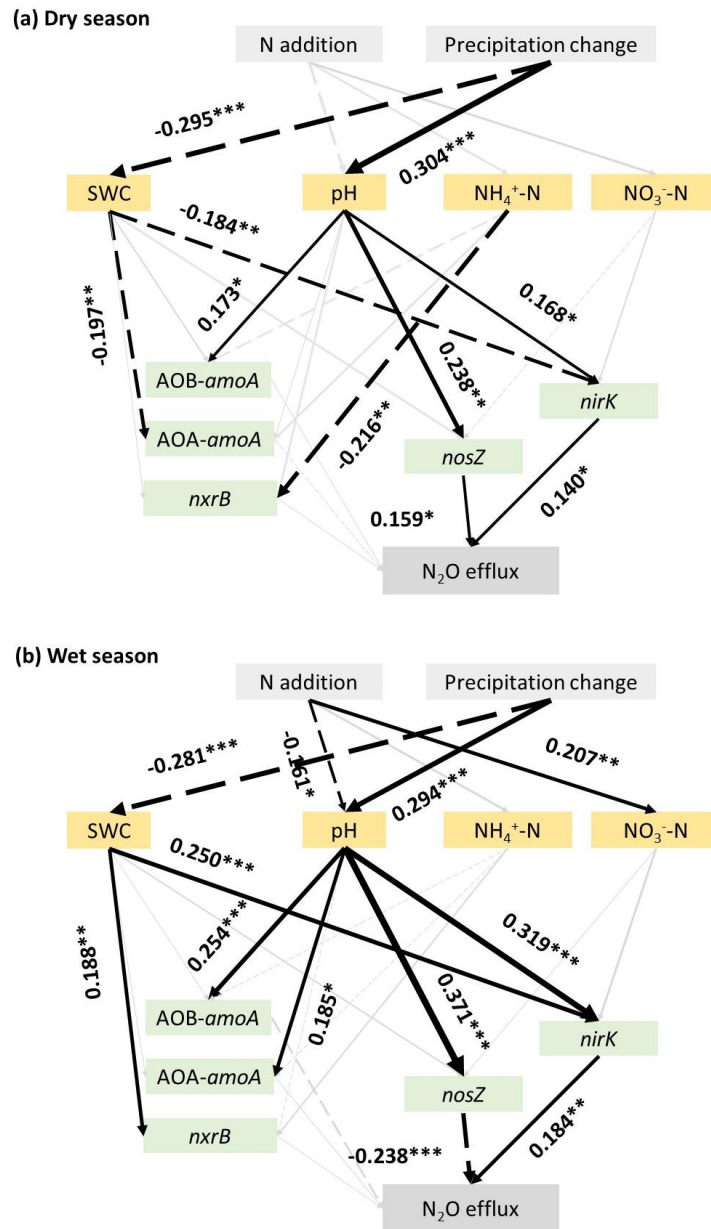 (a) Dry season
N addition
Precipitation change
-0.295***
0.304***
SWC
pH
NH₄⁺-N
NO₃⁻-N
-0.184**
-0.197**
0.173*
0.168*
0.238**
-0.216**
AOB-amoA
nirK
AOA-amoA
nosZ
nxrB
0.140*
0.159*
N₂O efflux
(b) Wet season
N addition
Precipitation change
-0.281***
-0.161*
0.294***
0.207**
SWC
pH
NH₄⁺-N
NO₃⁻-N
0.250***
0.188**
0.254***
0.319***
0.185*
0.371***
AOB-amoA
nirK
AOA-amoA
nosZ
nxrB
-0.238***
0.184**
N₂O efflux